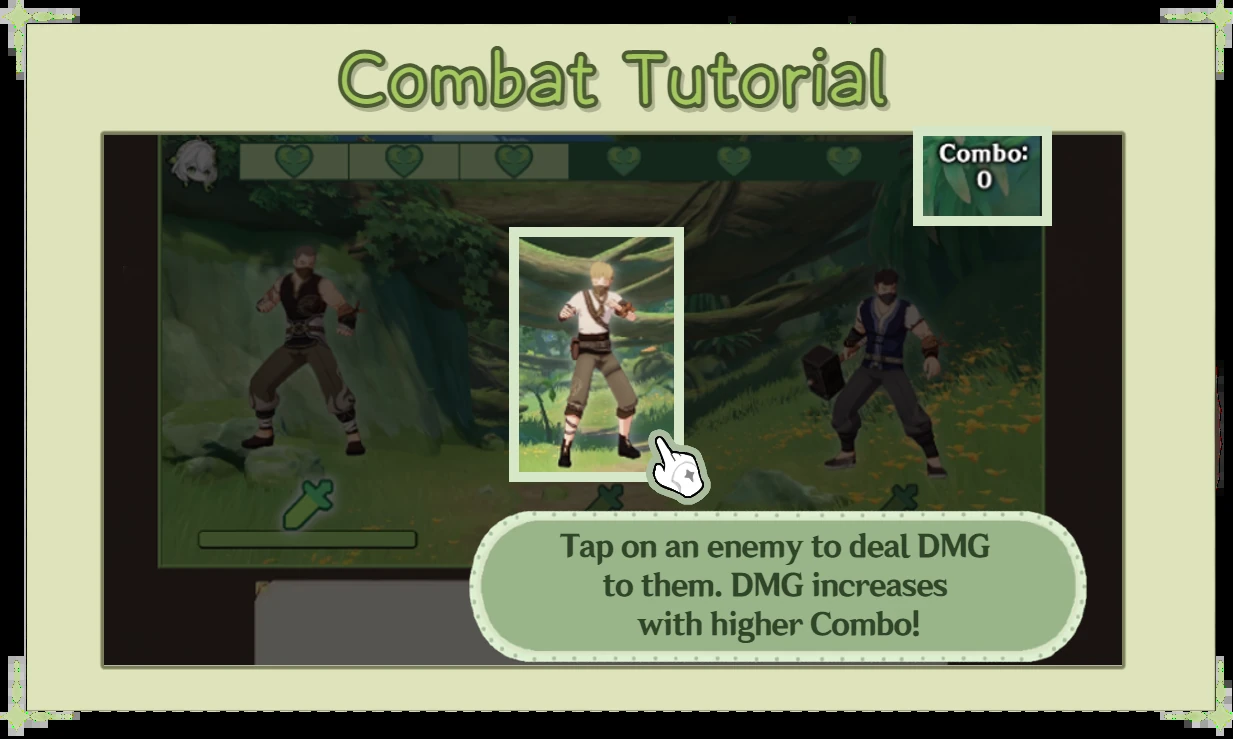 Combat Tutorial
Combo:
0
Tap on an enemy to deal DMG
to them. DMG increases
with higher Combo!